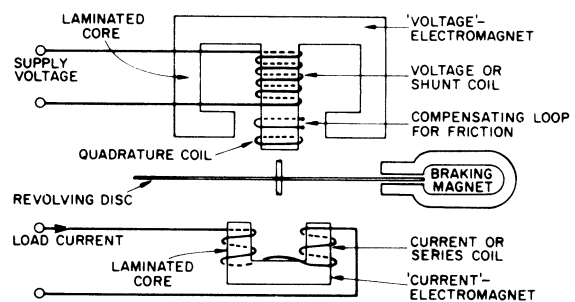 LAMINATED
CORE
'VOLTAGE'-
ELECTROMAGNET
SUPPLY
VOLTAGE
VOLTAGE OR
SHUNT COIL
COMPENSATING LOOP
FOR FRICTION
QUADRATURE COIL
BRAKING
MAGNET
REVOLVING DISC
LOAD CURRENT
LAMINATED
CORE
CURRENT OR
SERIES COIL
'CURRENT'-
ELECTROMAGNET